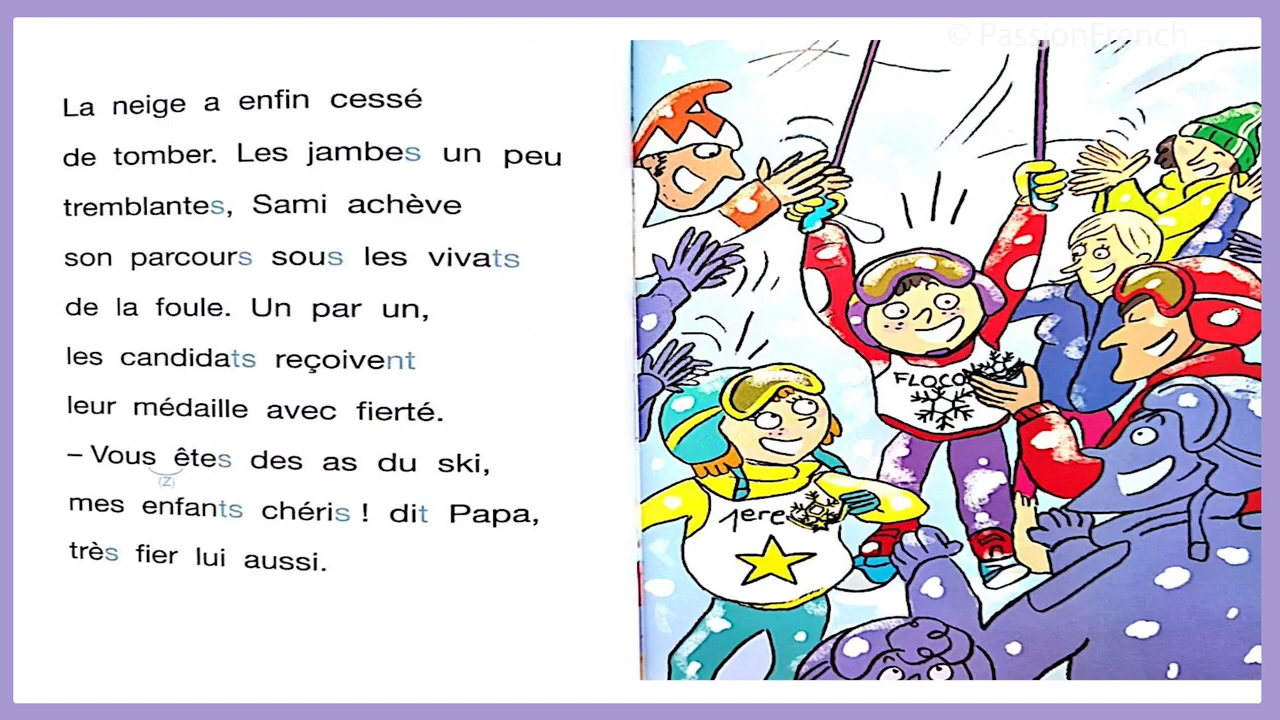 © PassionFrench
La neige a enfin cessé
de tomber. Les jambes un peu
tremblantes, Sami achève
son parcours sous les vivats
de la foule. Un par un,
les candidats reçoivent
leur médaille avec fierté.
– Vous êtes des as du ski,
(z)
mes enfants chéris ! dit Papa,
très fier lui aussi.
FLOCO
1ere